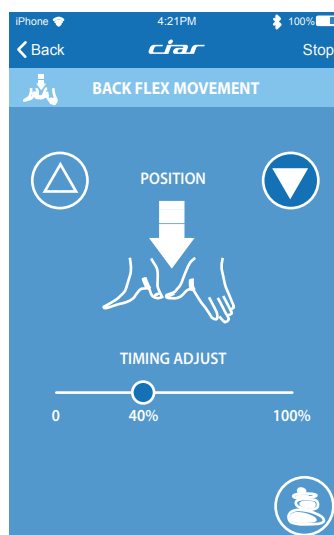 iPhone 4:21PM 100%
Back ciar Stop
BACK FLEX MOVEMENT
POSITION
TIMING ADJUST
0 40% 100%